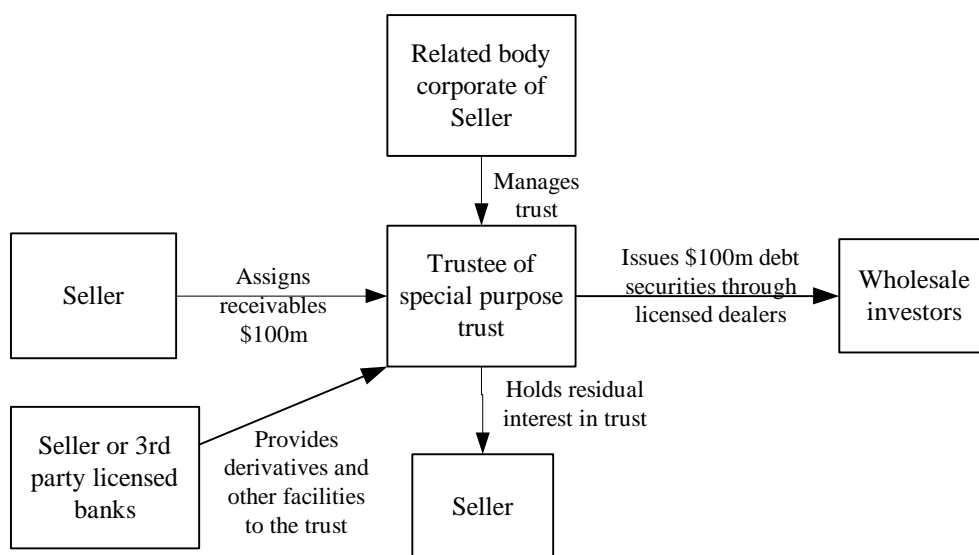 Related body
corporate of
Seller
Manages
trust
Seller
Assigns
receivables
$100m
Trustee of
special purpose
trust
Issues $100m debt
securities through
licensed dealers
Wholesale
investors
Holds residual
interest in trust
Seller or 3rd
party licensed
banks
Provides
derivatives and
other facilities
to the trust
Seller